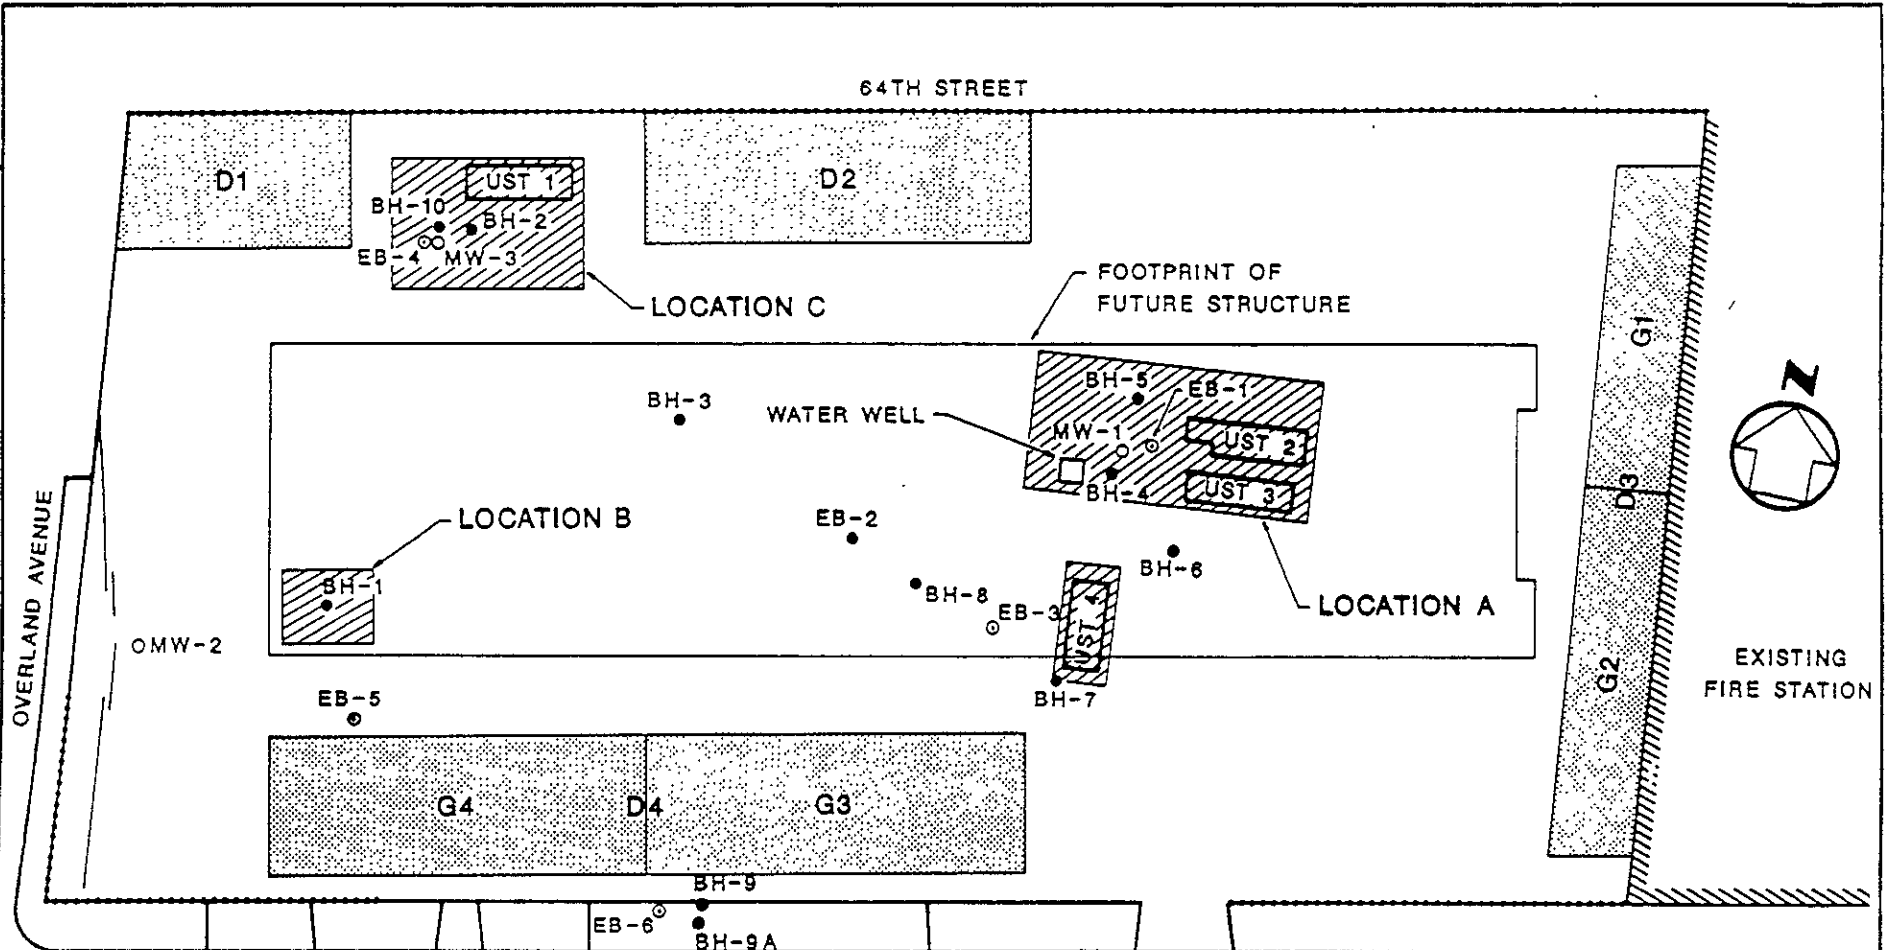 64TH STREET
D1
UST 1
D2
BH-10
BH-2
EB-4
MW-3
LOCATION C
FOOTPRINT OF
FUTURE STRUCTURE
G1
BH-5
EB-1
BH-3
WATER WELL
MW-1
UST 2
N
BH-4
UST 3
D3
OVERLAND AVENUE
LOCATION B
EB-2
BH-6
BH-1
BH-8
EB-3
UST 4
LOCATION A
MW-2
G2
EXISTING
FIRE STATION
EB-5
BH-7
G4
D4
G3
BH-9
EB-6
BH-9A